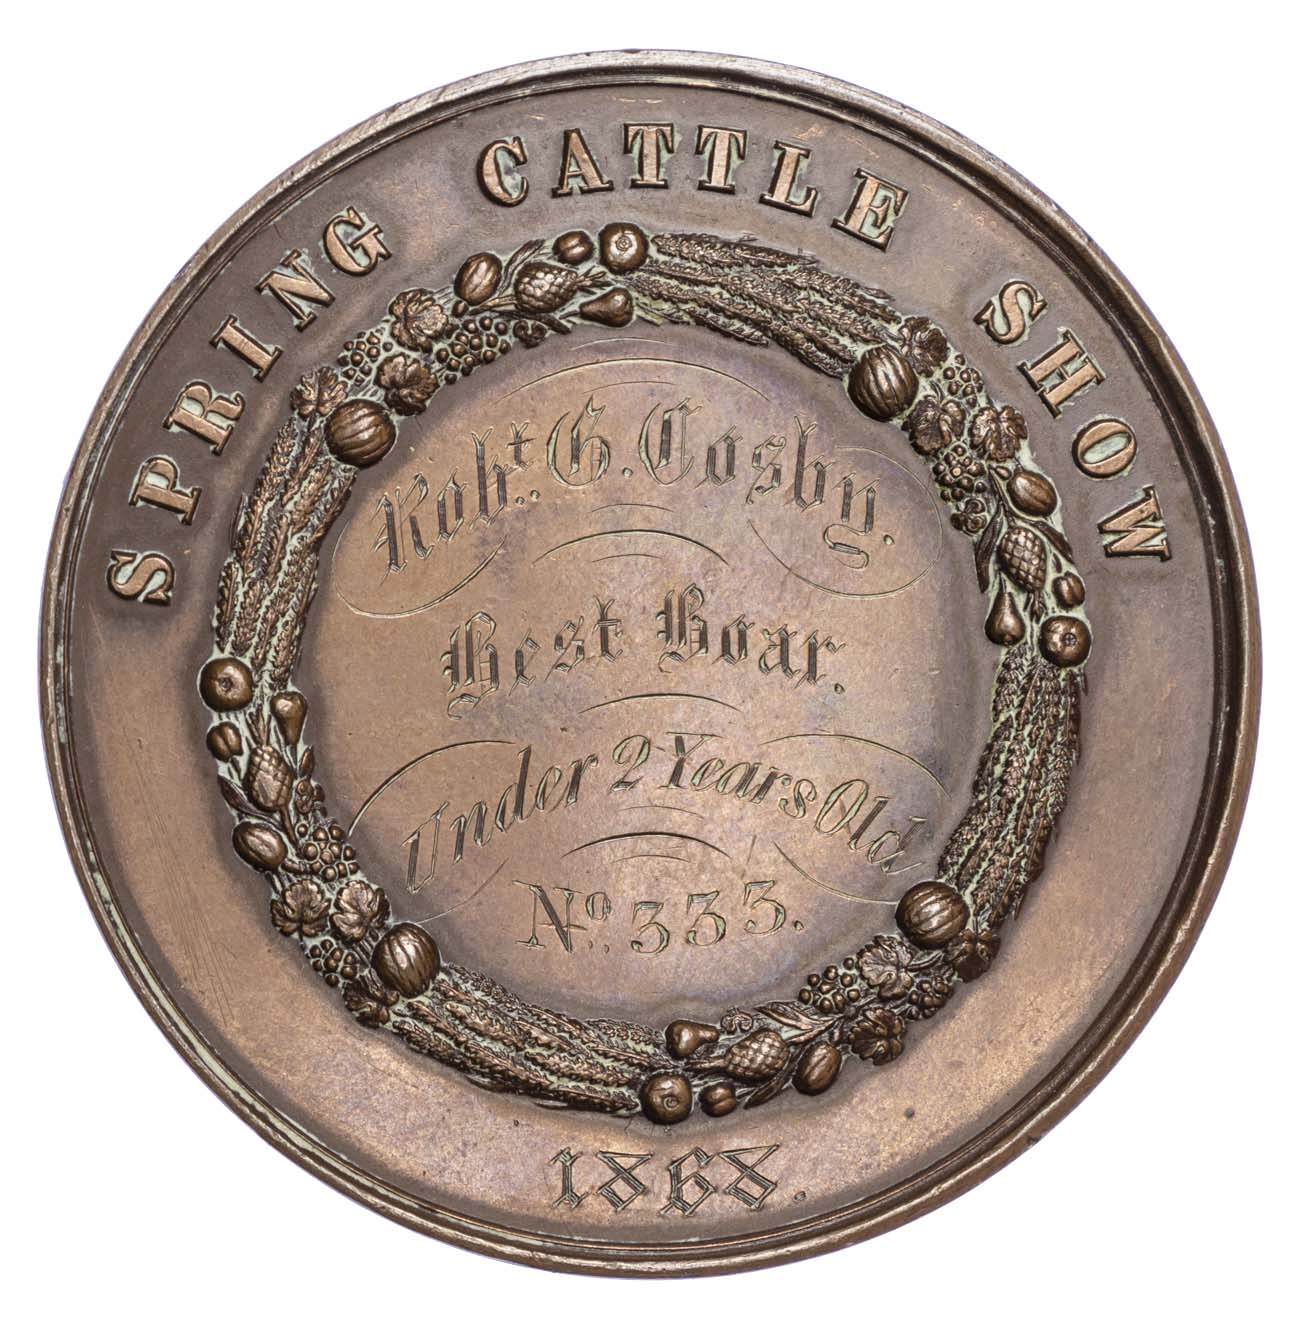 SPRING CATTLE SHOW
Robt. G. Cosby.
Best Boar.
Under 2 Years Old
No. 333.
1868.